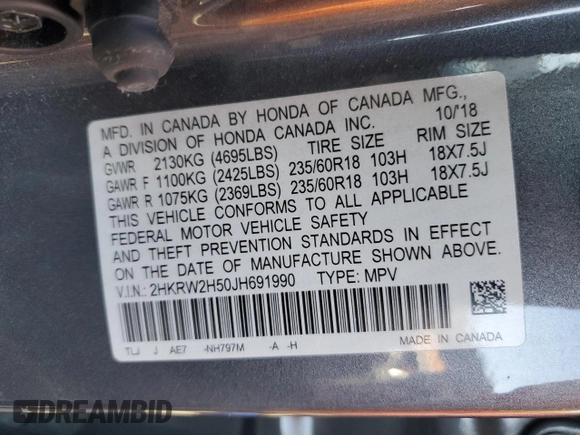 MFD. IN CANADA BY HONDA OF CANADA MFG.,
A DIVISION OF HONDA CANADA INC. 10/'18
GVWR 2130KG (4695LBS) TIRE SIZE RIM SIZE
GAWR F 1100KG (2425LBS) 235/60R18 103H 18X7.5J
GAWR R 1075KG (2369LBS) 235/60R18 103H 18X7.5J
THIS VEHICLE CONFORMS TO ALL APPLICABLE
FEDERAL MOTOR VEHICLE SAFETY
AND THEFT PREVENTION STANDARDS IN EFFECT
ON THE DATE OF MANUFACTURE SHOWN ABOVE.
V.I.N.: 2HKRW2H50JH691990 TYPE: MPV
MADE IN CANADA
J AE7 -NH797M -A -H
DREAMBID